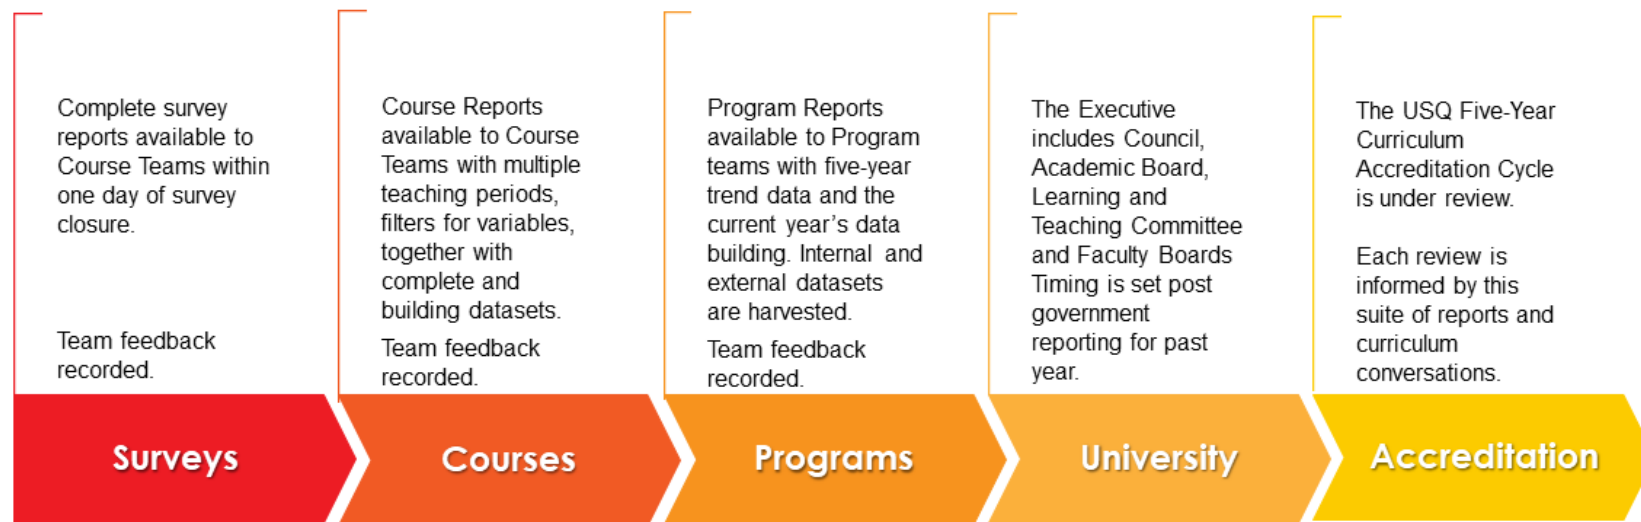 Complete survey
reports available to
Course Teams within
one day of survey
closure.
Team feedback
recorded.
Surveys
Course Reports
available to Course
Teams with multiple
teaching periods,
filters for variables,
together with
complete and
building datasets.
Team feedback
recorded.
Courses
Program Reports
available to Program
teams with five-year
trend data and the
current year's data
building. Internal and
external datasets
are harvested.
Team feedback
recorded.
Programs
The Executive
includes Council,
Academic Board,
Learning and
Teaching Committee
and Faculty Boards
Timing is set post
government
reporting for past
year.
University
The USQ Five-Year
Curriculum
Accreditation Cycle
is under review.
Each review is
informed by this
suite of reports and
curriculum
conversations.
Accreditation